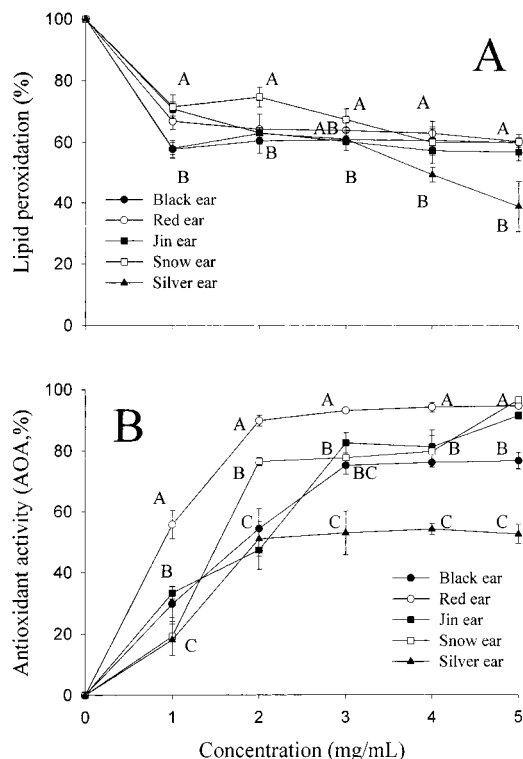 100
80
60
40
20
0
Lipid peroxidation (%)
A
A
A
A
A
A
AB
B
B
B
B
B
Black ear
Red ear
Jin ear
Snow ear
Silver ear
100
80
60
40
20
0
Antioxidant activity (AOA,%)
B
A
A
A
A
A
B
B
B
B
B
BC
C
C
C
C
C
Black ear
Red ear
Jin ear
Snow ear
Silver ear
0 1 2 3 4 5
Concentration (mg/mL)